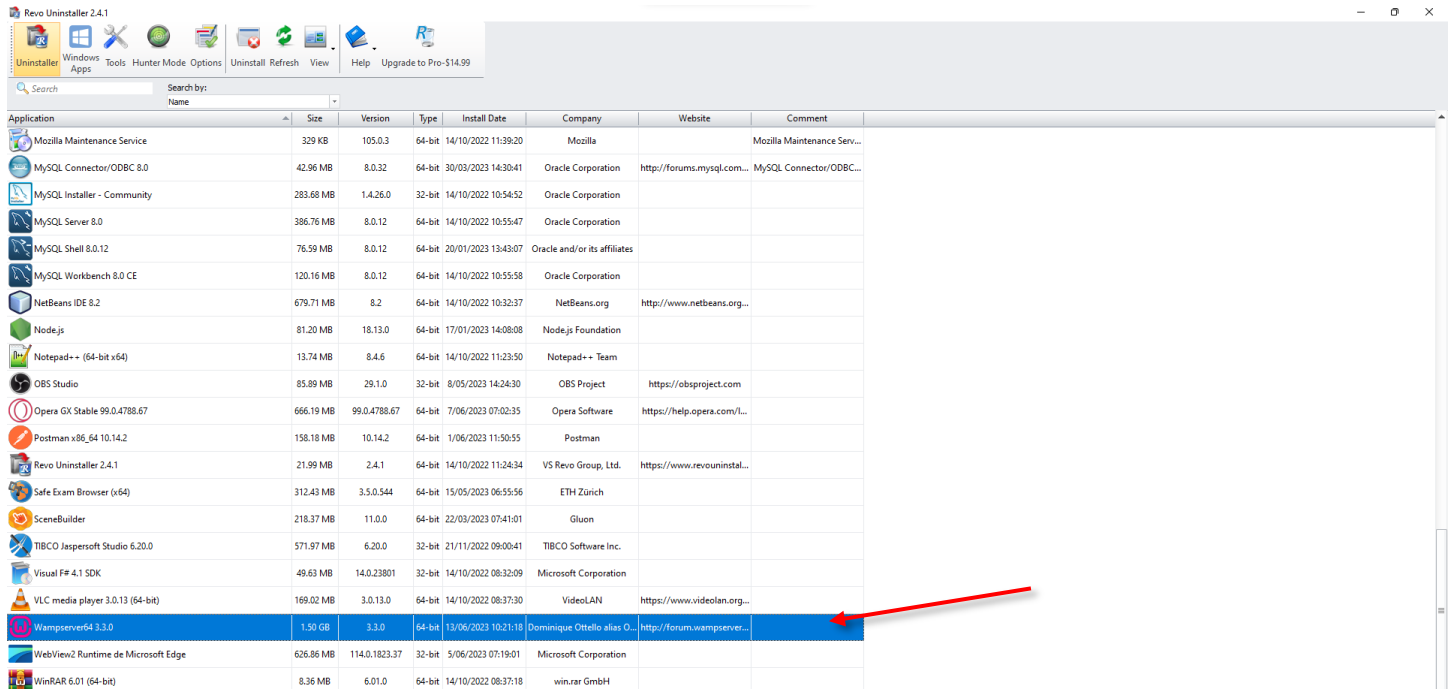 Revo Uninstaller 2.4.1
Uninstaller Windows Apps Tools Hunter Mode Options Uninstall Refresh View Help Upgrade to Pro-$14.99
Search
Search by:
Name
Application Size Version Type Install Date Company Website Comment
Mozilla Maintenance Service 329 KB 105.0.3 64-bit 14/10/2022 11:39:20 Mozilla Mozilla Maintenance Serv...
MySQL Connector/ODBC 8.0 42.96 MB 8.0.32 64-bit 30/03/2023 14:30:41 Oracle Corporation http://forums.mysql.com... MySQL Connector/ODBC...
MySQL Installer - Community 283.68 MB 1.4.26.0 32-bit 14/10/2022 10:54:52 Oracle Corporation
MySQL Server 8.0 386.76 MB 8.0.12 64-bit 14/10/2022 10:55:47 Oracle Corporation
MySQL Shell 8.0.12 76.59 MB 8.0.12 64-bit 20/01/2023 13:43:07 Oracle and/or its affiliates
MySQL Workbench 8.0 CE 120.16 MB 8.0.12 64-bit 14/10/2022 10:55:58 Oracle Corporation
NetBeans IDE 8.2 679.71 MB 8.2 64-bit 14/10/2022 10:32:37 NetBeans.org http://www.netbeans.org...
Node.js 81.20 MB 18.13.0 64-bit 17/01/2023 14:08:08 Node.js Foundation
Notepad++ (64-bit x64) 13.74 MB 8.4.6 64-bit 14/10/2022 11:23:50 Notepad++ Team
OBS Studio 85.89 MB 29.1.0 32-bit 8/05/2023 14:24:30 OBS Project https://obsproject.com
Opera GX Stable 99.0.4788.67 666.19 MB 99.0.4788.67 64-bit 7/06/2023 07:02:35 Opera Software https://help.opera.com/l...
Postman x86_64 10.14.2 158.18 MB 10.14.2 64-bit 1/06/2023 11:50:55 Postman
Revo Uninstaller 2.4.1 21.99 MB 2.4.1 64-bit 14/10/2022 11:24:34 VS Revo Group, Ltd. https://www.revouninstal...
Safe Exam Browser (x64) 312.43 MB 3.5.0.544 64-bit 15/05/2023 06:55:56 ETH Zürich
SceneBuilder 218.37 MB 11.0.0 64-bit 22/03/2023 07:41:01 Gluon
TIBCO Jaspersoft Studio 6.20.0 571.97 MB 6.20.0 32-bit 21/11/2022 09:00:41 TIBCO Software Inc.
Visual F# 4.1 SDK 49.63 MB 14.0.23801 32-bit 14/10/2022 08:32:09 Microsoft Corporation
VLC media player 3.0.13 (64-bit) 169.02 MB 3.0.13.0 64-bit 14/10/2022 08:37:30 VideoLAN https://www.videolan.org...
Wampserver64 3.3.0 1.50 GB 3.3.0 64-bit 13/06/2023 10:21:18 Dominique Ottello alias O... http://forum.wampserver...
WebView2 Runtime de Microsoft Edge 626.86 MB 114.0.1823.37 32-bit 5/06/2023 07:19:01 Microsoft Corporation
WinRAR 6.01 (64-bit) 8.36 MB 6.01.0 64-bit 14/10/2022 08:37:18 win.rar GmbH